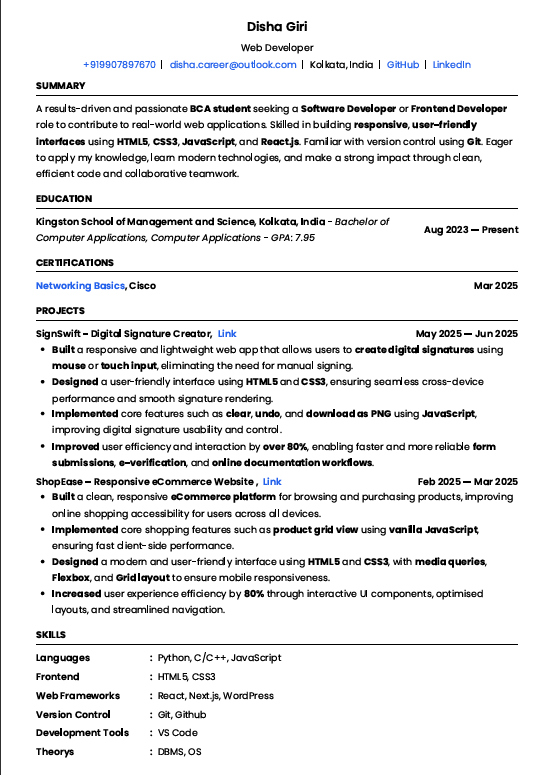 Disha Giri
Web Developer
+919907897670 | disha.career@outlook.com | Kolkata, India | GitHub | LinkedIn
SUMMARY
A results-driven and passionate BCA student seeking a Software Developer or Frontend Developer
role to contribute to real-world web applications. Skilled in building responsive, user-friendly
interfaces using HTML5, CSS3, JavaScript, and React.js. Familiar with version control using Git. Eager
to apply my knowledge, learn modern technologies, and make a strong impact through clean,
efficient code and collaborative teamwork.
EDUCATION
Kingston School of Management and Science, Kolkata, India - Bachelor of
Computer Applications, Computer Applications - GPA: 7.95
Aug 2023 — Present
CERTIFICATIONS
Networking Basics, Cisco Mar 2025
PROJECTS
SignSwift – Digital Signature Creator, Link May 2025 — Jun 2025
• Built a responsive and lightweight web app that allows users to create digital signatures using
mouse or touch input, eliminating the need for manual signing.
• Designed a user-friendly interface using HTML5 and CSS3, ensuring seamless cross-device
performance and smooth signature rendering.
• Implemented core features such as clear, undo, and download as PNG using JavaScript,
improving digital signature usability and control.
• Improved user efficiency and interaction by over 80%, enabling faster and more reliable form
submissions, e-verification, and online documentation workflows.
ShopEase – Responsive eCommerce Website , Link Feb 2025 — Mar 2025
• Built a clean, responsive eCommerce platform for browsing and purchasing products, improving
online shopping accessibility for users across all devices.
• Implemented core shopping features such as product grid view using vanilla JavaScript,
ensuring fast client-side performance.
• Designed a modern and user-friendly interface using HTML5 and CSS3, with media queries,
Flexbox, and Grid layout to ensure mobile responsiveness.
• Increased user experience efficiency by 80% through interactive UI components, optimised
layouts, and streamlined navigation.
SKILLS
Languages : Python, C/C++, JavaScript
Frontend : HTML5, CSS3
Web Frameworks : React, Next.js, WordPress
Version Control : Git, Github
Development Tools : VS Code
Theorys : DBMS, OS